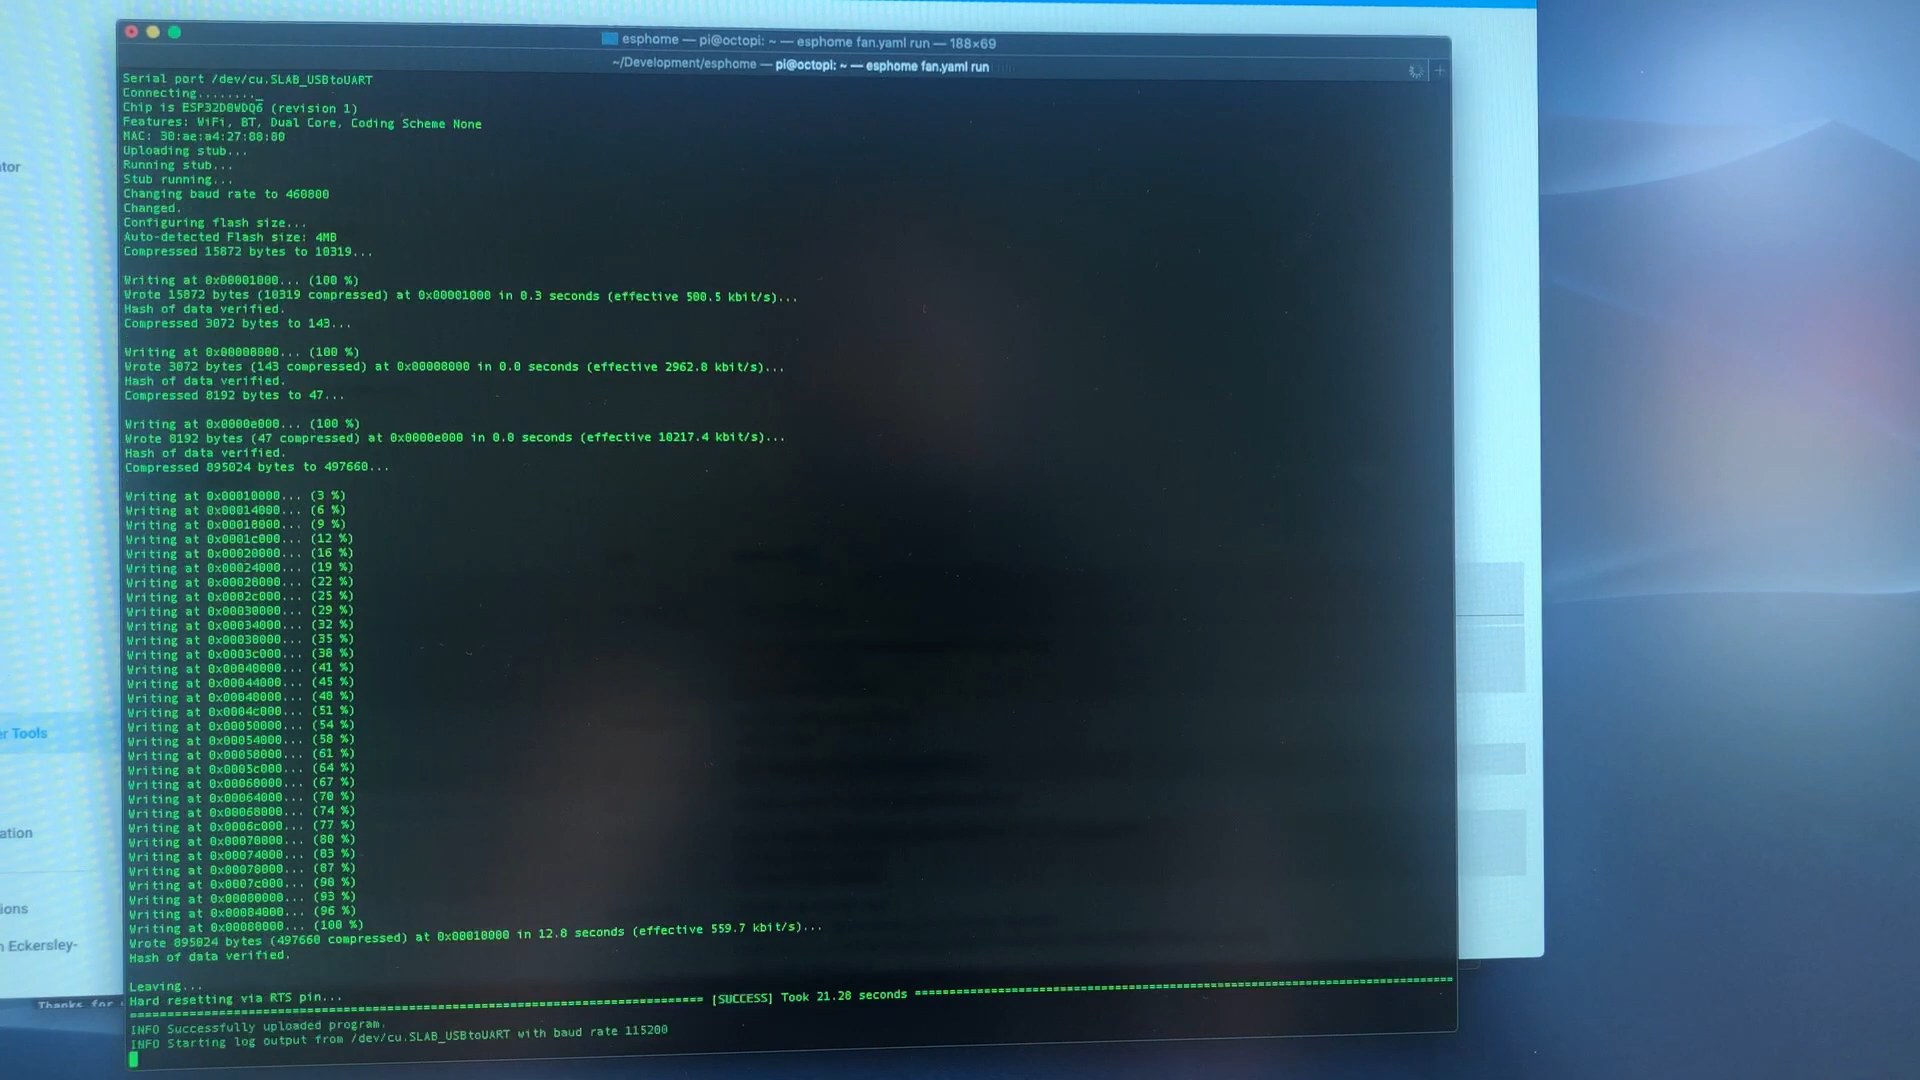 esphome — pi@octopi: ~ — esphome fan.yaml run — 188×69
~/Development/esphome — pi@octopi: ~ — esphome fan.yaml run
Serial port /dev/cu.SLAB_USBtoUART
Connecting........_
Chip is ESP32D0WDQ6 (revision 1)
Features: WiFi, BT, Dual Core, Coding Scheme None
MAC: 30:ae:a4:27:88:80
Uploading stub...
Running stub...
Stub running...
Changing baud rate to 460800
Changed.
Configuring flash size...
Auto-detected Flash size: 4MB
Compressed 15872 bytes to 10319...
Writing at 0x00001000... (100 %)
Wrote 15872 bytes (10319 compressed) at 0x00001000 in 0.3 seconds (effective 500.5 kbit/s)...
Hash of data verified.
Compressed 3072 bytes to 143...
Writing at 0x00008000... (100 %)
Wrote 3072 bytes (143 compressed) at 0x00008000 in 0.0 seconds (effective 2962.8 kbit/s)...
Hash of data verified.
Compressed 8192 bytes to 47...
Writing at 0x0000e000... (100 %)
Wrote 8192 bytes (47 compressed) at 0x0000e000 in 0.0 seconds (effective 10217.4 kbit/s)...
Hash of data verified.
Compressed 895024 bytes to 497660...
Writing at 0x00010000... (3 %)
Writing at 0x00014000... (6 %)
Writing at 0x00018000... (9 %)
Writing at 0x0001c000... (12 %)
Writing at 0x00020000... (16 %)
Writing at 0x00024000... (19 %)
Writing at 0x00028000... (22 %)
Writing at 0x0002c000... (25 %)
Writing at 0x00030000... (29 %)
Writing at 0x00034000... (32 %)
Writing at 0x00038000... (35 %)
Writing at 0x0003c000... (38 %)
Writing at 0x00040000... (41 %)
Writing at 0x00044000... (45 %)
Writing at 0x00048000... (48 %)
Writing at 0x0004c000... (51 %)
Writing at 0x00050000... (54 %)
Writing at 0x00054000... (58 %)
Writing at 0x00058000... (61 %)
Writing at 0x0005c000... (64 %)
Writing at 0x00060000... (67 %)
Writing at 0x00064000... (70 %)
Writing at 0x00068000... (74 %)
Writing at 0x0006c000... (77 %)
Writing at 0x00070000... (80 %)
Writing at 0x00074000... (83 %)
Writing at 0x00078000... (87 %)
Writing at 0x0007c000... (90 %)
Writing at 0x00080000... (93 %)
Writing at 0x00084000... (96 %)
Writing at 0x00088000... (100 %)
Wrote 895024 bytes (497660 compressed) at 0x00010000 in 12.8 seconds (effective 559.7 kbit/s)...
Hash of data verified.
Leaving...
Hard resetting via RTS pin...
[SUCCESS] Took 21.28 seconds
INFO Successfully uploaded program.
INFO Starting log output from /dev/cu.SLAB_USBtoUART with baud rate 115200
Tools
Eckersley-
Thanks for